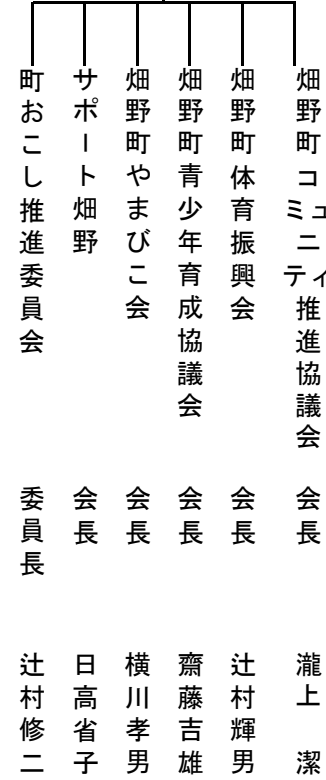 畑野町コミュニティ推進協議会 会長 瀧上 潔
畑野町体育振興会 会長 辻村輝男
畑野町青少年育成協議会 会長 齋藤吉雄
畑野町やまびこ会 会長 横川孝男
サポート畑野 会長 日高省子
町おこし推進委員会 委員長 辻村修二